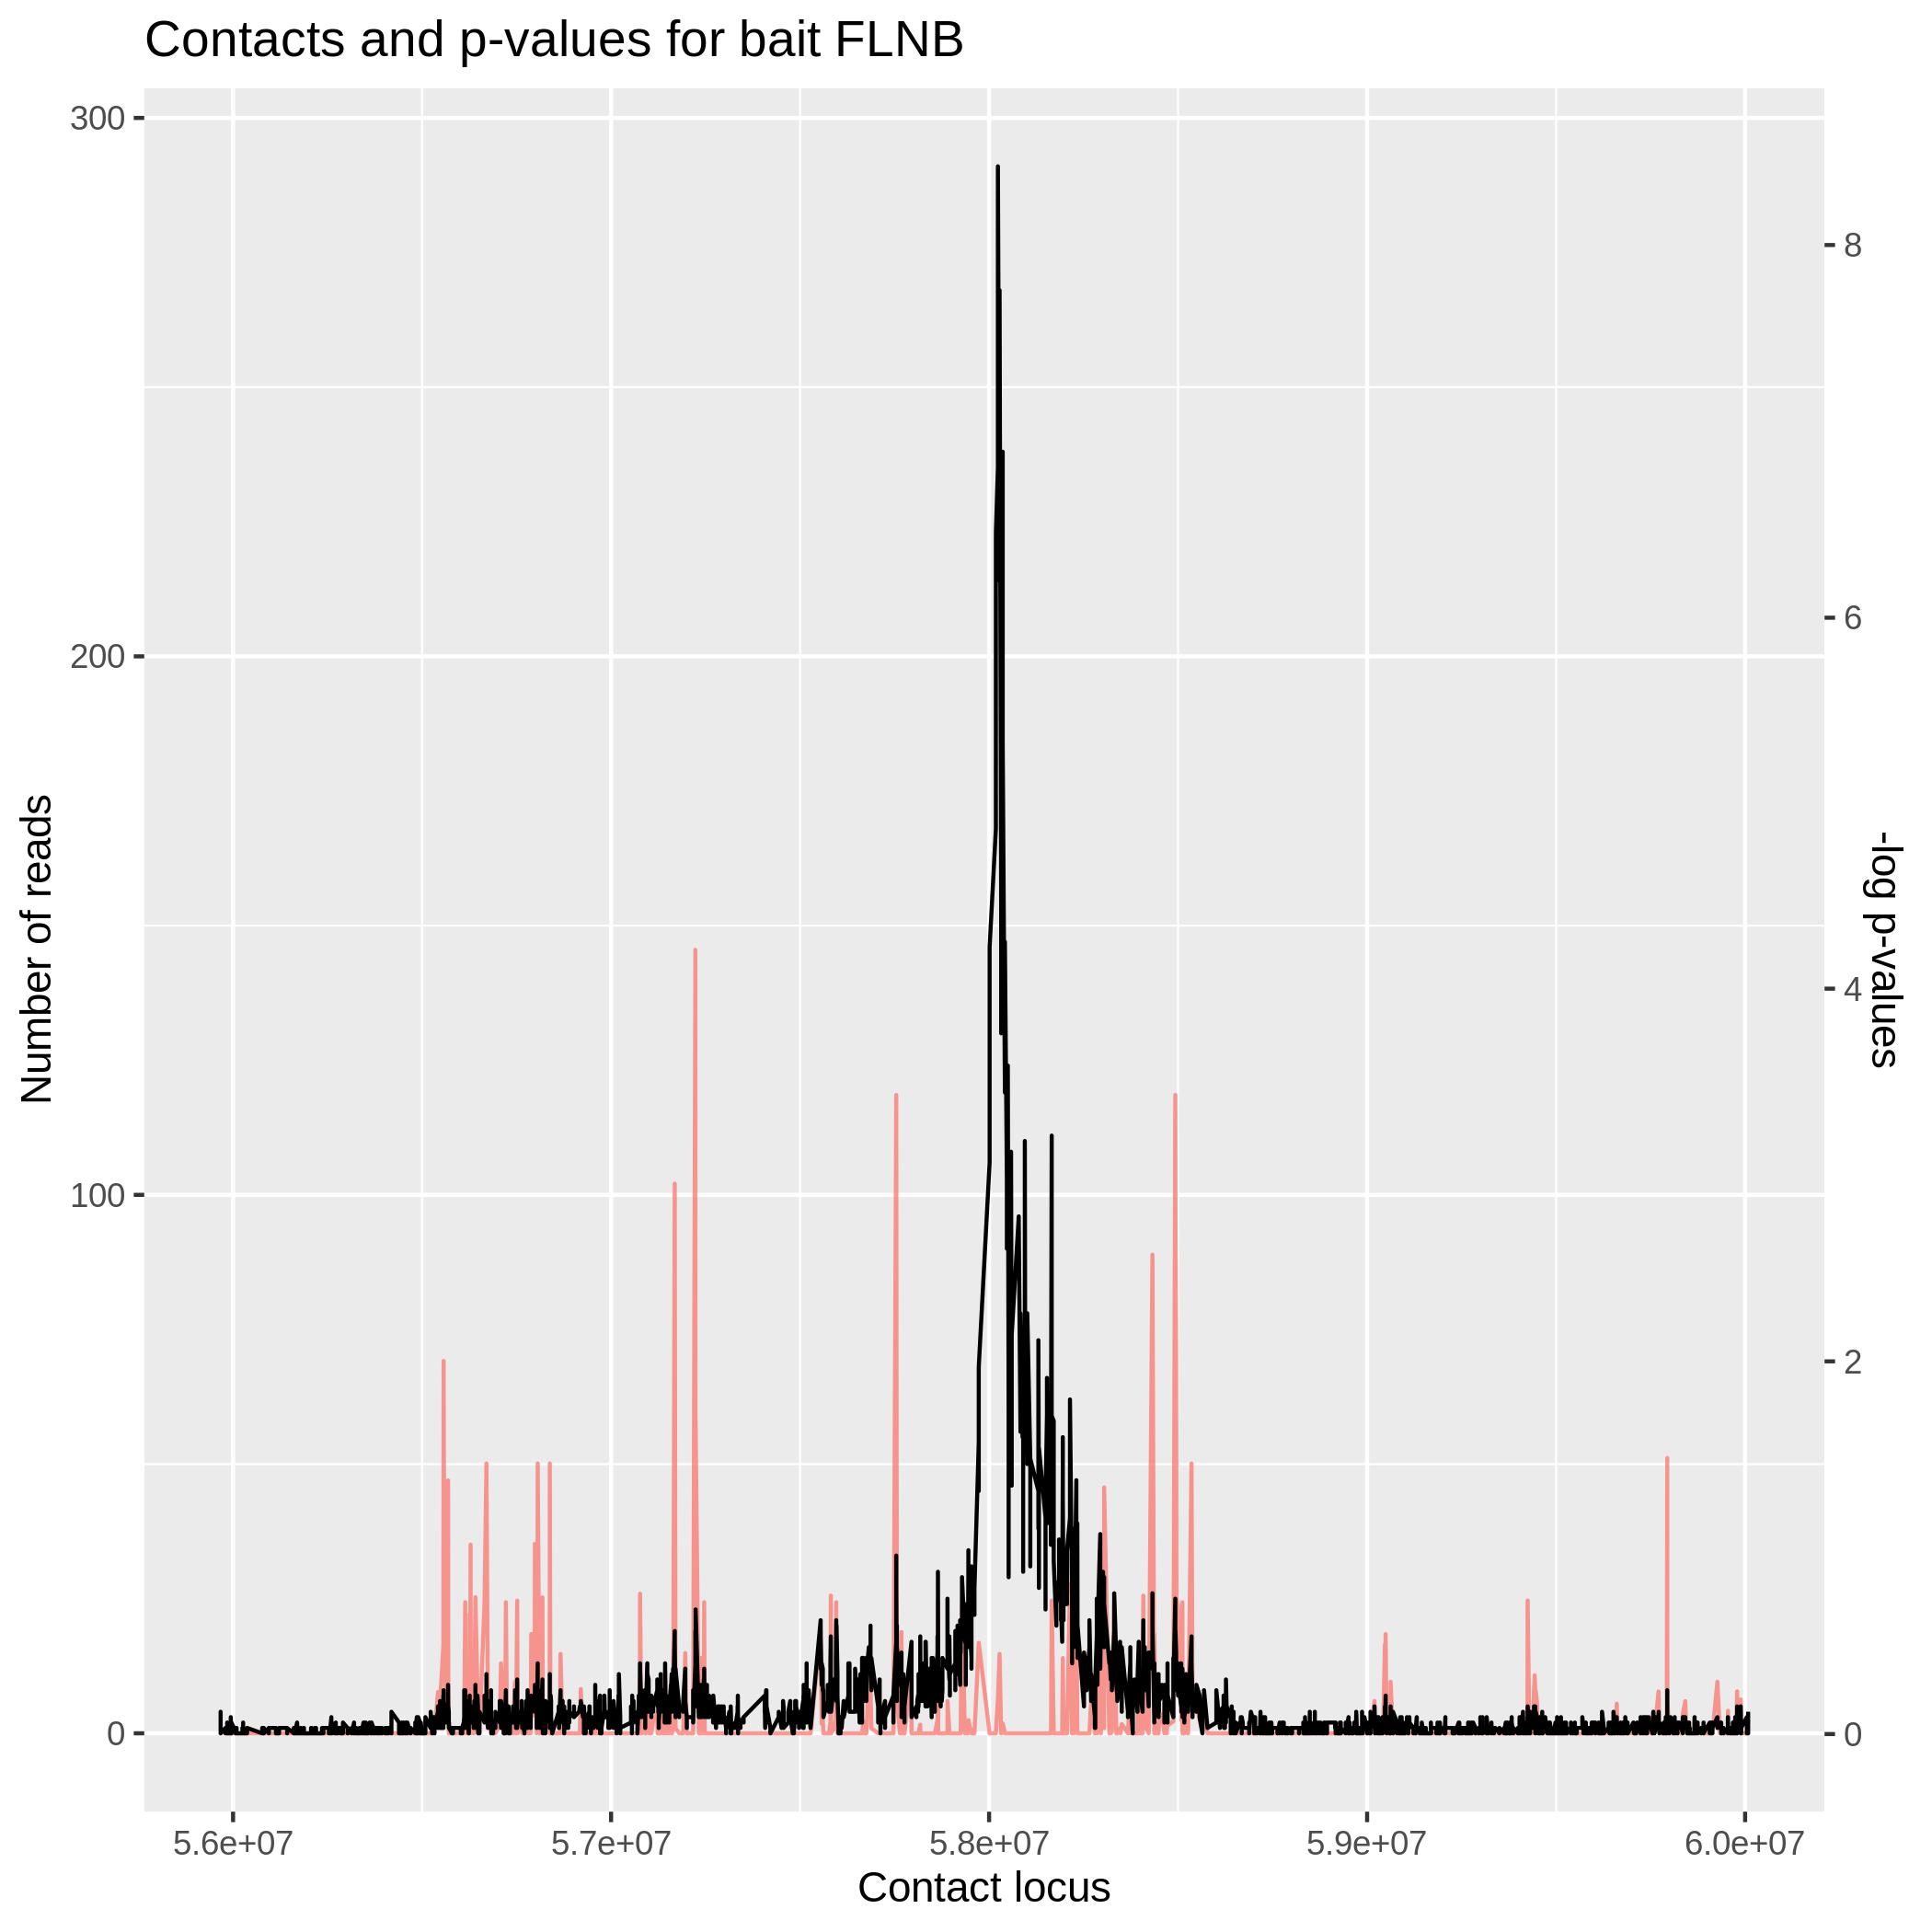 Contacts and p-values for bait FLNB
300
200
100
0
Number of reads
8
6
4
2
0
-log p-values
5.6e+07
5.7e+07
5.8e+07
5.9e+07
6.0e+07
Contact locus